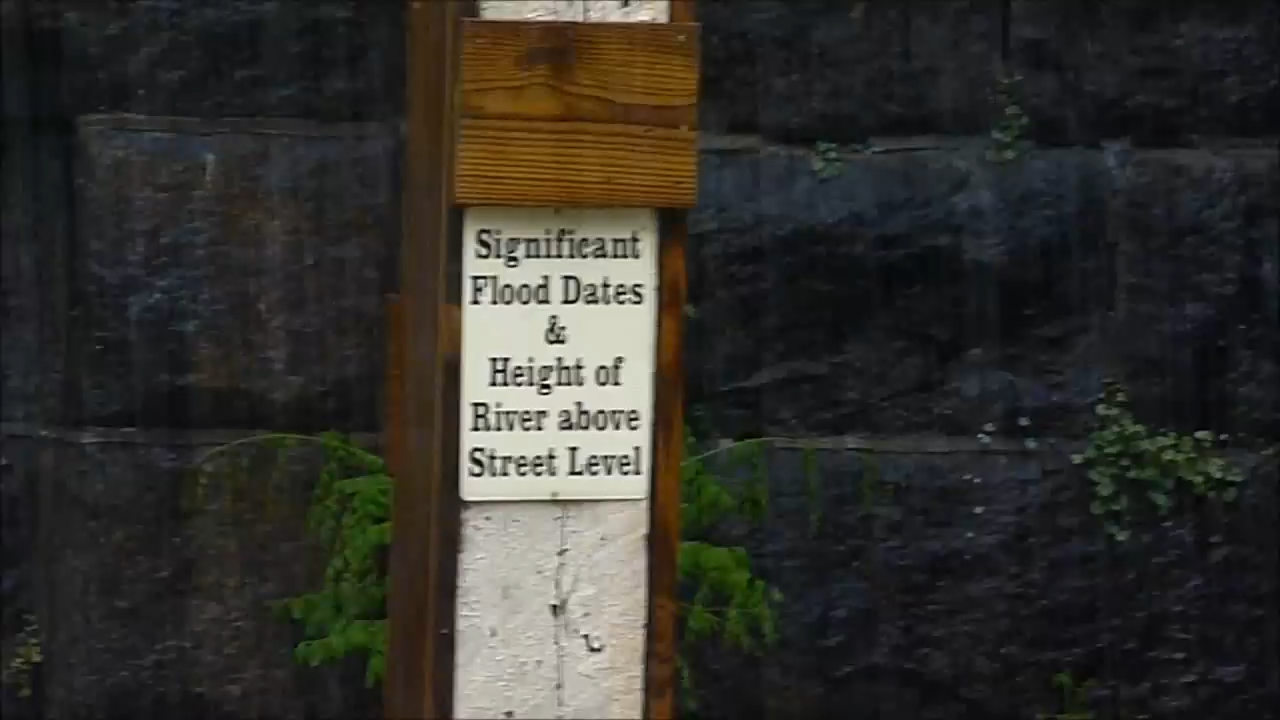 Significant
Flood Dates
&
Height of
River above
Street Level